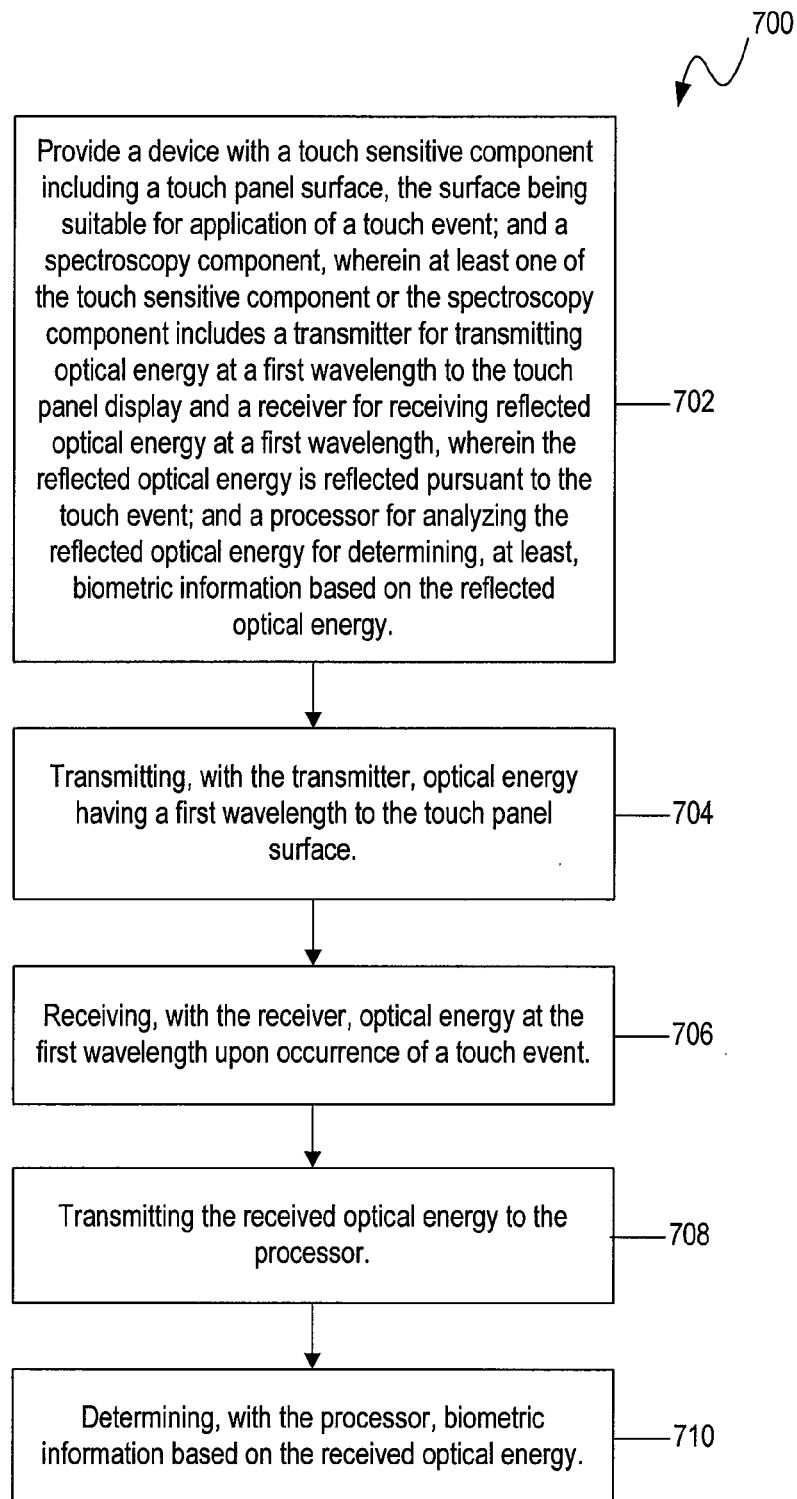 700
Provide a device with a touch sensitive component
including a touch panel surface, the surface being
suitable for application of a touch event; and a
spectroscopy component, wherein at least one of
the touch sensitive component or the spectroscopy
component includes a transmitter for transmitting
optical energy at a first wavelength to the touch
panel display and a receiver for receiving reflected
optical energy at a first wavelength, wherein the
reflected optical energy is reflected pursuant to the
touch event; and a processor for analyzing the
reflected optical energy for determining, at least,
biometric information based on the reflected
optical energy.
702
Transmitting, with the transmitter, optical energy
having a first wavelength to the touch panel
surface.
704
Receiving, with the receiver, optical energy at the
first wavelength upon occurrence of a touch event.
706
Transmitting the received optical energy to the
processor.
708
Determining, with the processor, biometric
information based on the received optical energy.
710